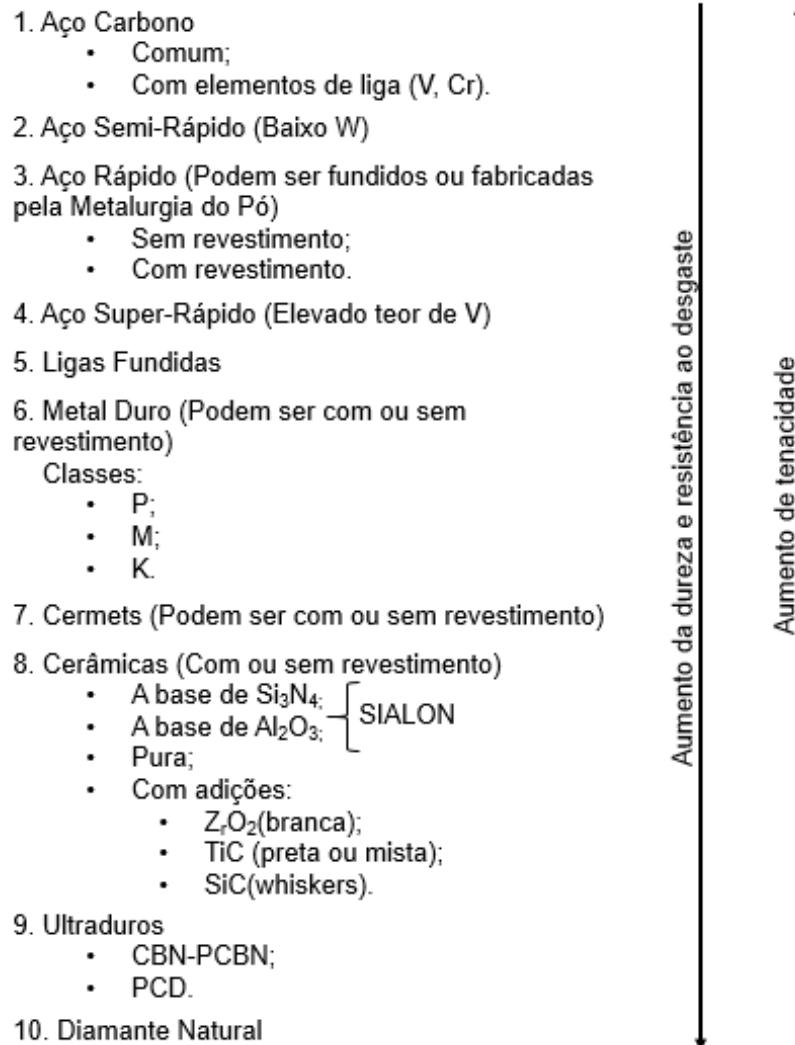 1. Aço Carbono
• Comum;
• Com elementos de liga (V, Cr).
2. Aço Semi-Rápido (Baixo W)
3. Aço Rápido (Podem ser fundidos ou fabricadas
pela Metalurgia do Pó)
• Sem revestimento;
• Com revestimento.
4. Aço Super-Rápido (Elevado teor de V)
5. Ligas Fundidas
6. Metal Duro (Podem ser com ou sem
revestimento)
Classes:
• P;
• M;
• K.
7. Cermets (Podem ser com ou sem revestimento)
8. Cerâmicas (Com ou sem revestimento)
• A base de Si₃N₄;
• A base de Al₂O₃;
SIALON
• Pura;
• Com adições:
• ZᵣO₂(branca);
• TiC (preta ou mista);
• SiC(whiskers).
9. Ultraduros
• CBN-PCBN;
• PCD.
10. Diamante Natural
Aumento da dureza e resistência ao desgaste
Aumento de tenacidade